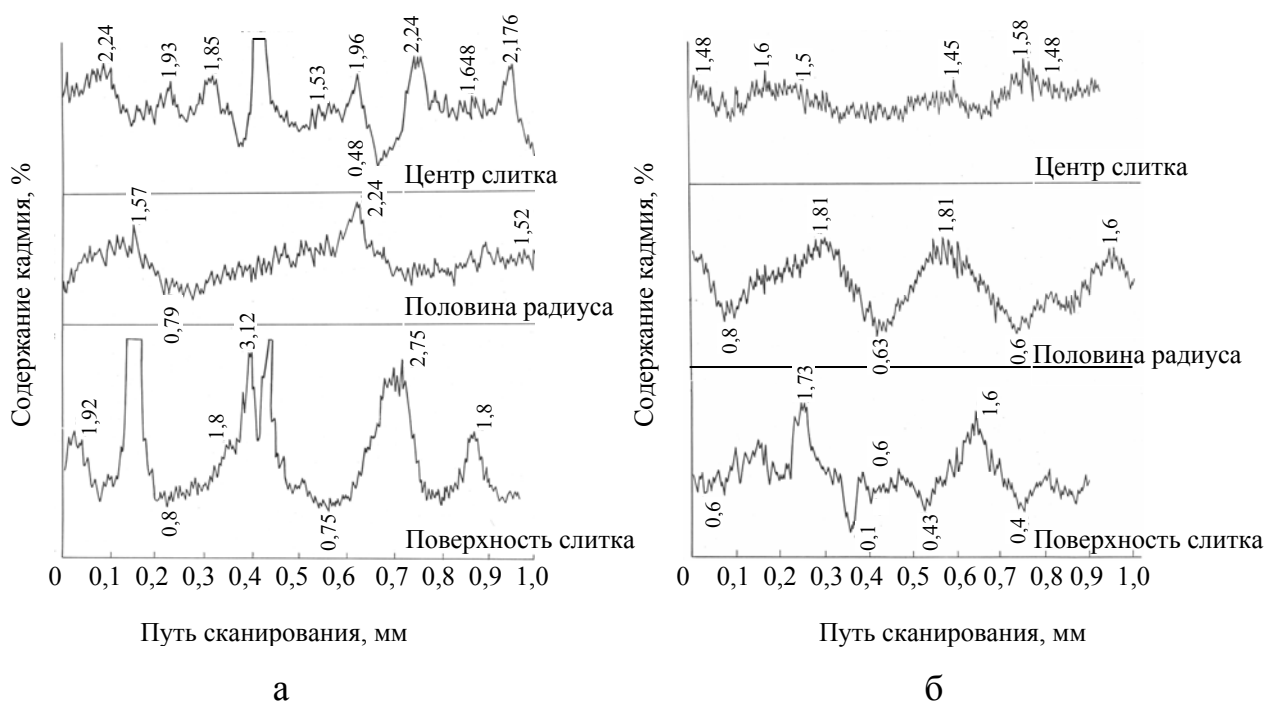 Содержание кадмия, %
2,24
1,93
1,85
1,53
1,96
2,24
1,648
2,176
0,48
Центр слитка
1,57
2,24
1,52
0,79
Половина радиуса
1,92
0,8
1,8
3,12
0,75
2,75
1,8
Поверхность слитка
0 0,1 0,2 0,3 0,4 0,5 0,6 0,7 0,8 0,9 1,0
Путь сканирования, мм
а
Содержание кадмия, %
1,48
1,6
1,5
1,45
1,58
1,48
Центр слитка
0,8
1,81
0,63
1,81
0,6
1,6
Половина радиуса
0,6
1,73
0,1
0,6
0,43
1,6
0,4
Поверхность слитка
0 0,1 0,2 0,3 0,4 0,5 0,6 0,7 0,8 0,9 1,0
Путь сканирования, мм
б